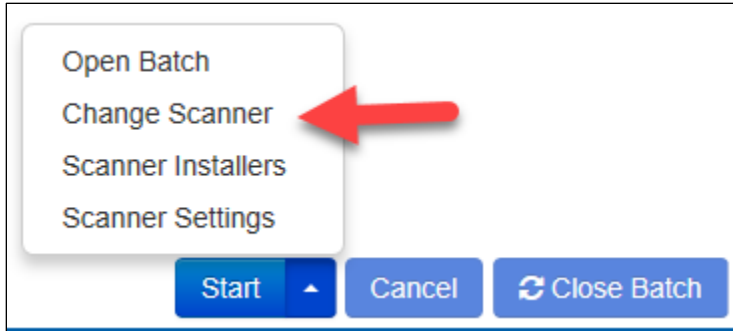 Open Batch
Change Scanner
Scanner Installers
Scanner Settings
Start Cancel Close Batch